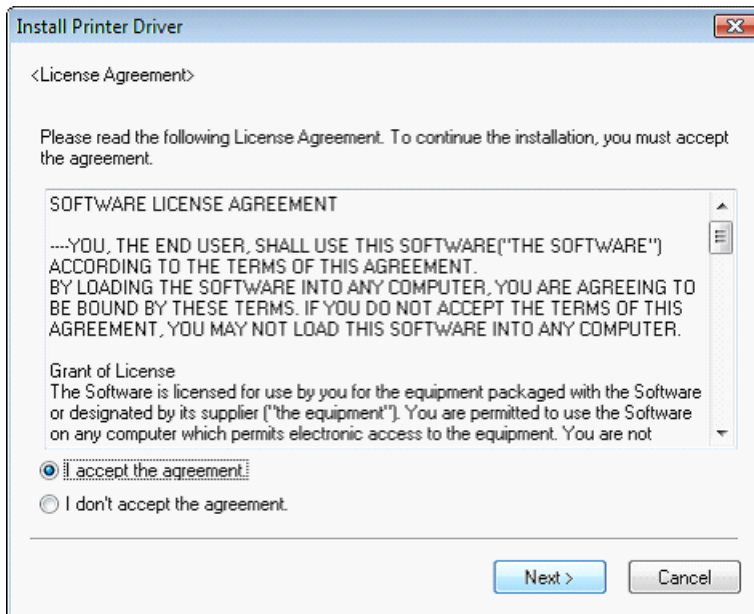 Install Printer Driver
<License Agreement>
Please read the following License Agreement. To continue the installation, you must accept
the agreement.
SOFTWARE LICENSE AGREEMENT
----YOU, THE END USER, SHALL USE THIS SOFTWARE("THE SOFTWARE")
ACCORDING TO THE TERMS OF THIS AGREEMENT.
BY LOADING THE SOFTWARE INTO ANY COMPUTER, YOU ARE AGREEING TO
BE BOUND BY THESE TERMS. IF YOU DO NOT ACCEPT THE TERMS OF THIS
AGREEMENT, YOU MAY NOT LOAD THIS SOFTWARE INTO ANY COMPUTER.
Grant of License
The Software is licensed for use by you for the equipment packaged with the Software
or designated by its supplier ("the equipment"). You are permitted to use the Software
on any computer which permits electronic access to the equipment. You are not
I accept the agreement.
I don't accept the agreement.
Next >
Cancel